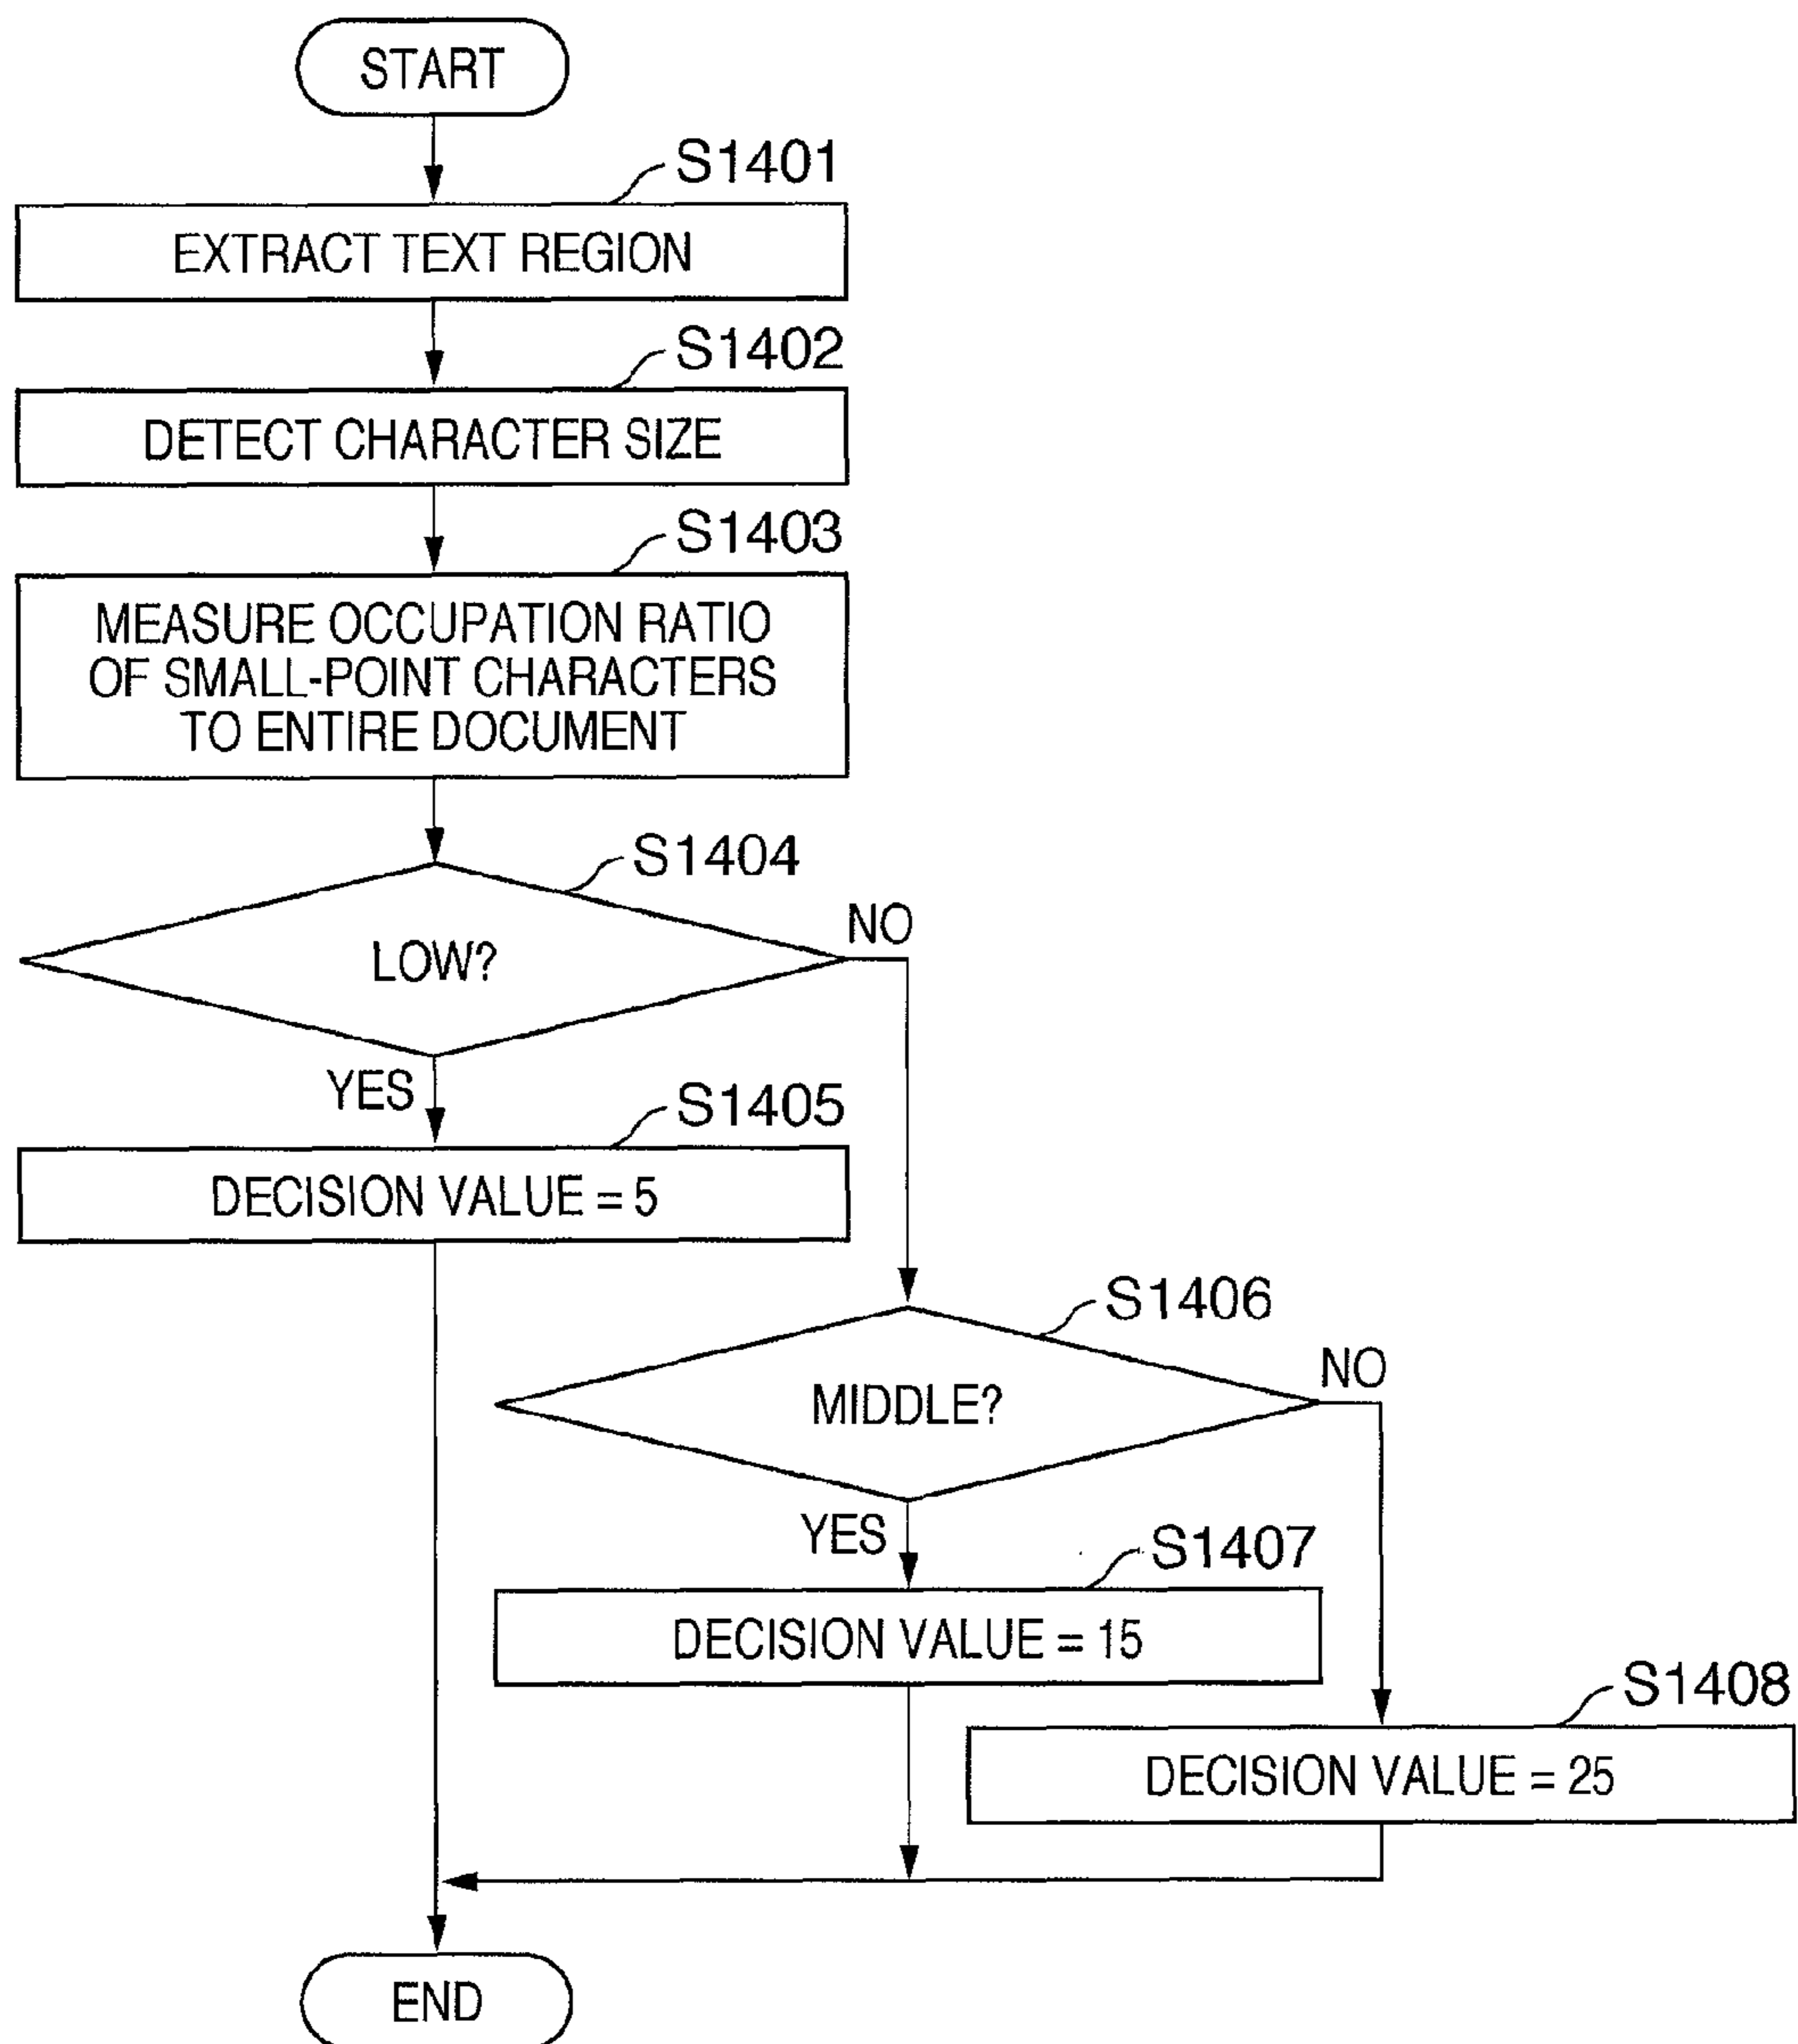 START
S1401
EXTRACT TEXT REGION
S1402
DETECT CHARACTER SIZE
S1403
MEASURE OCCUPATION RATIO
OF SMALL-POINT CHARACTERS
TO ENTIRE DOCUMENT
S1404
LOW?
NO
YES
S1405
DECISION VALUE = 5
S1406
MIDDLE?
NO
YES
S1407
DECISION VALUE = 15
S1408
DECISION VALUE = 25
END